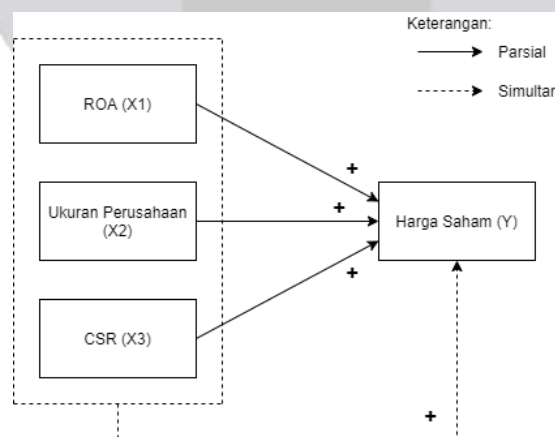 Keterangan:
Parsial
Simultan
ROA (X1)
+
Ukuran Perusahaan
(X2)
+
Harga Saham (Y)
+
CSR (X3)
+